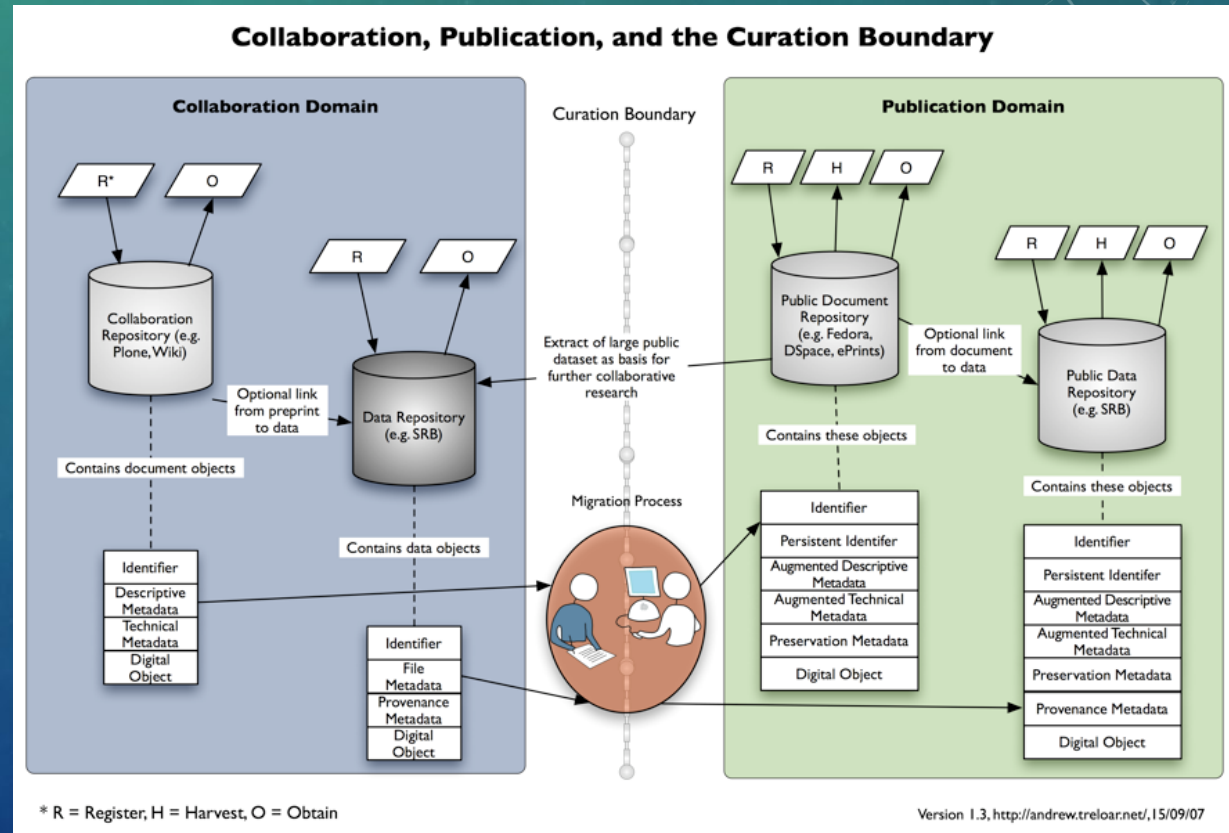 Collaboration, Publication, and the Curation Boundary
Collaboration Domain
R*
O
R
O
Collaboration
Repository (e.g.
Plone, Wiki)
Optional link
from preprint
to data
Data Repository
(e.g. SRB)
Contains document objects
Contains data objects
Identifier
Descriptive
Metadata
Technical
Metadata
Digital
Object
Identifier
File
Metadata
Provenance
Metadata
Digital
Object
Curation Boundary
Extract of large public
dataset as basis for
further collaborative
research
Migration Process
Publication Domain
R
H
O
R
H
O
Public Document
Repository
(e.g. Fedora,
DSpace, ePrints)
Optional link
from document
to data
Public Data
Repository
(e.g. SRB)
Contains these objects
Contains these objects
Identifier
Persistent Identifer
Augmented Descriptive
Metadata
Augmented Technical
Metadata
Preservation Metadata
Digital Object
Identifier
Persistent Identifer
Augmented Descriptive
Metadata
Augmented Technical
Metadata
Preservation Metadata
Provenance Metadata
Digital Object
* R = Register, H = Harvest, O = Obtain
Version 1.3, http://andrew.treloar.net/, 15/09/07